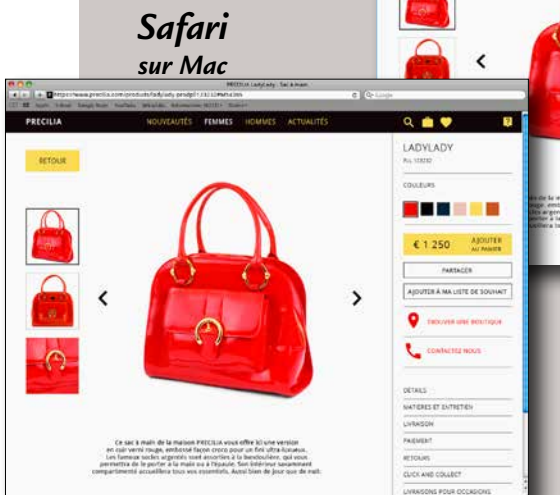 Safari
sur Mac
PRECILIA LadyLady : Sac à main
PRECILIA NOUVEAUTÉS FEMMES HOMMES ACTUALITÉS
RETOUR
LADYLADY
COULEURS
€ 1 250 AJOUTER
AU PANIER
PARTAGER
AJOUTER À MA LISTE DE SOUHAIT
TROUVER UNE BOUTIQUE
CONTACTEZ NOUS
DÉTAILS
MATIÈRES ET ENTRETIEN
LIVRAISON
PAIEMENT
RETOURS
CLICK AND COLLECT
LIVRAISONS POUR OCCASIONS
Ce sac à main de la maison PRECILIA vous offre ici une version
en cuir verni rouge, embossé façon croco pour un fini ultra-luxueux.
Les fameux socles argentés sont assorties à la bandoulière, qui vous
permettra de le porter à la main ou à l'épaule. Son intérieur savamment
compartimenté accueillera tous vos essentiels. Aussi bien de jour que de nuit.